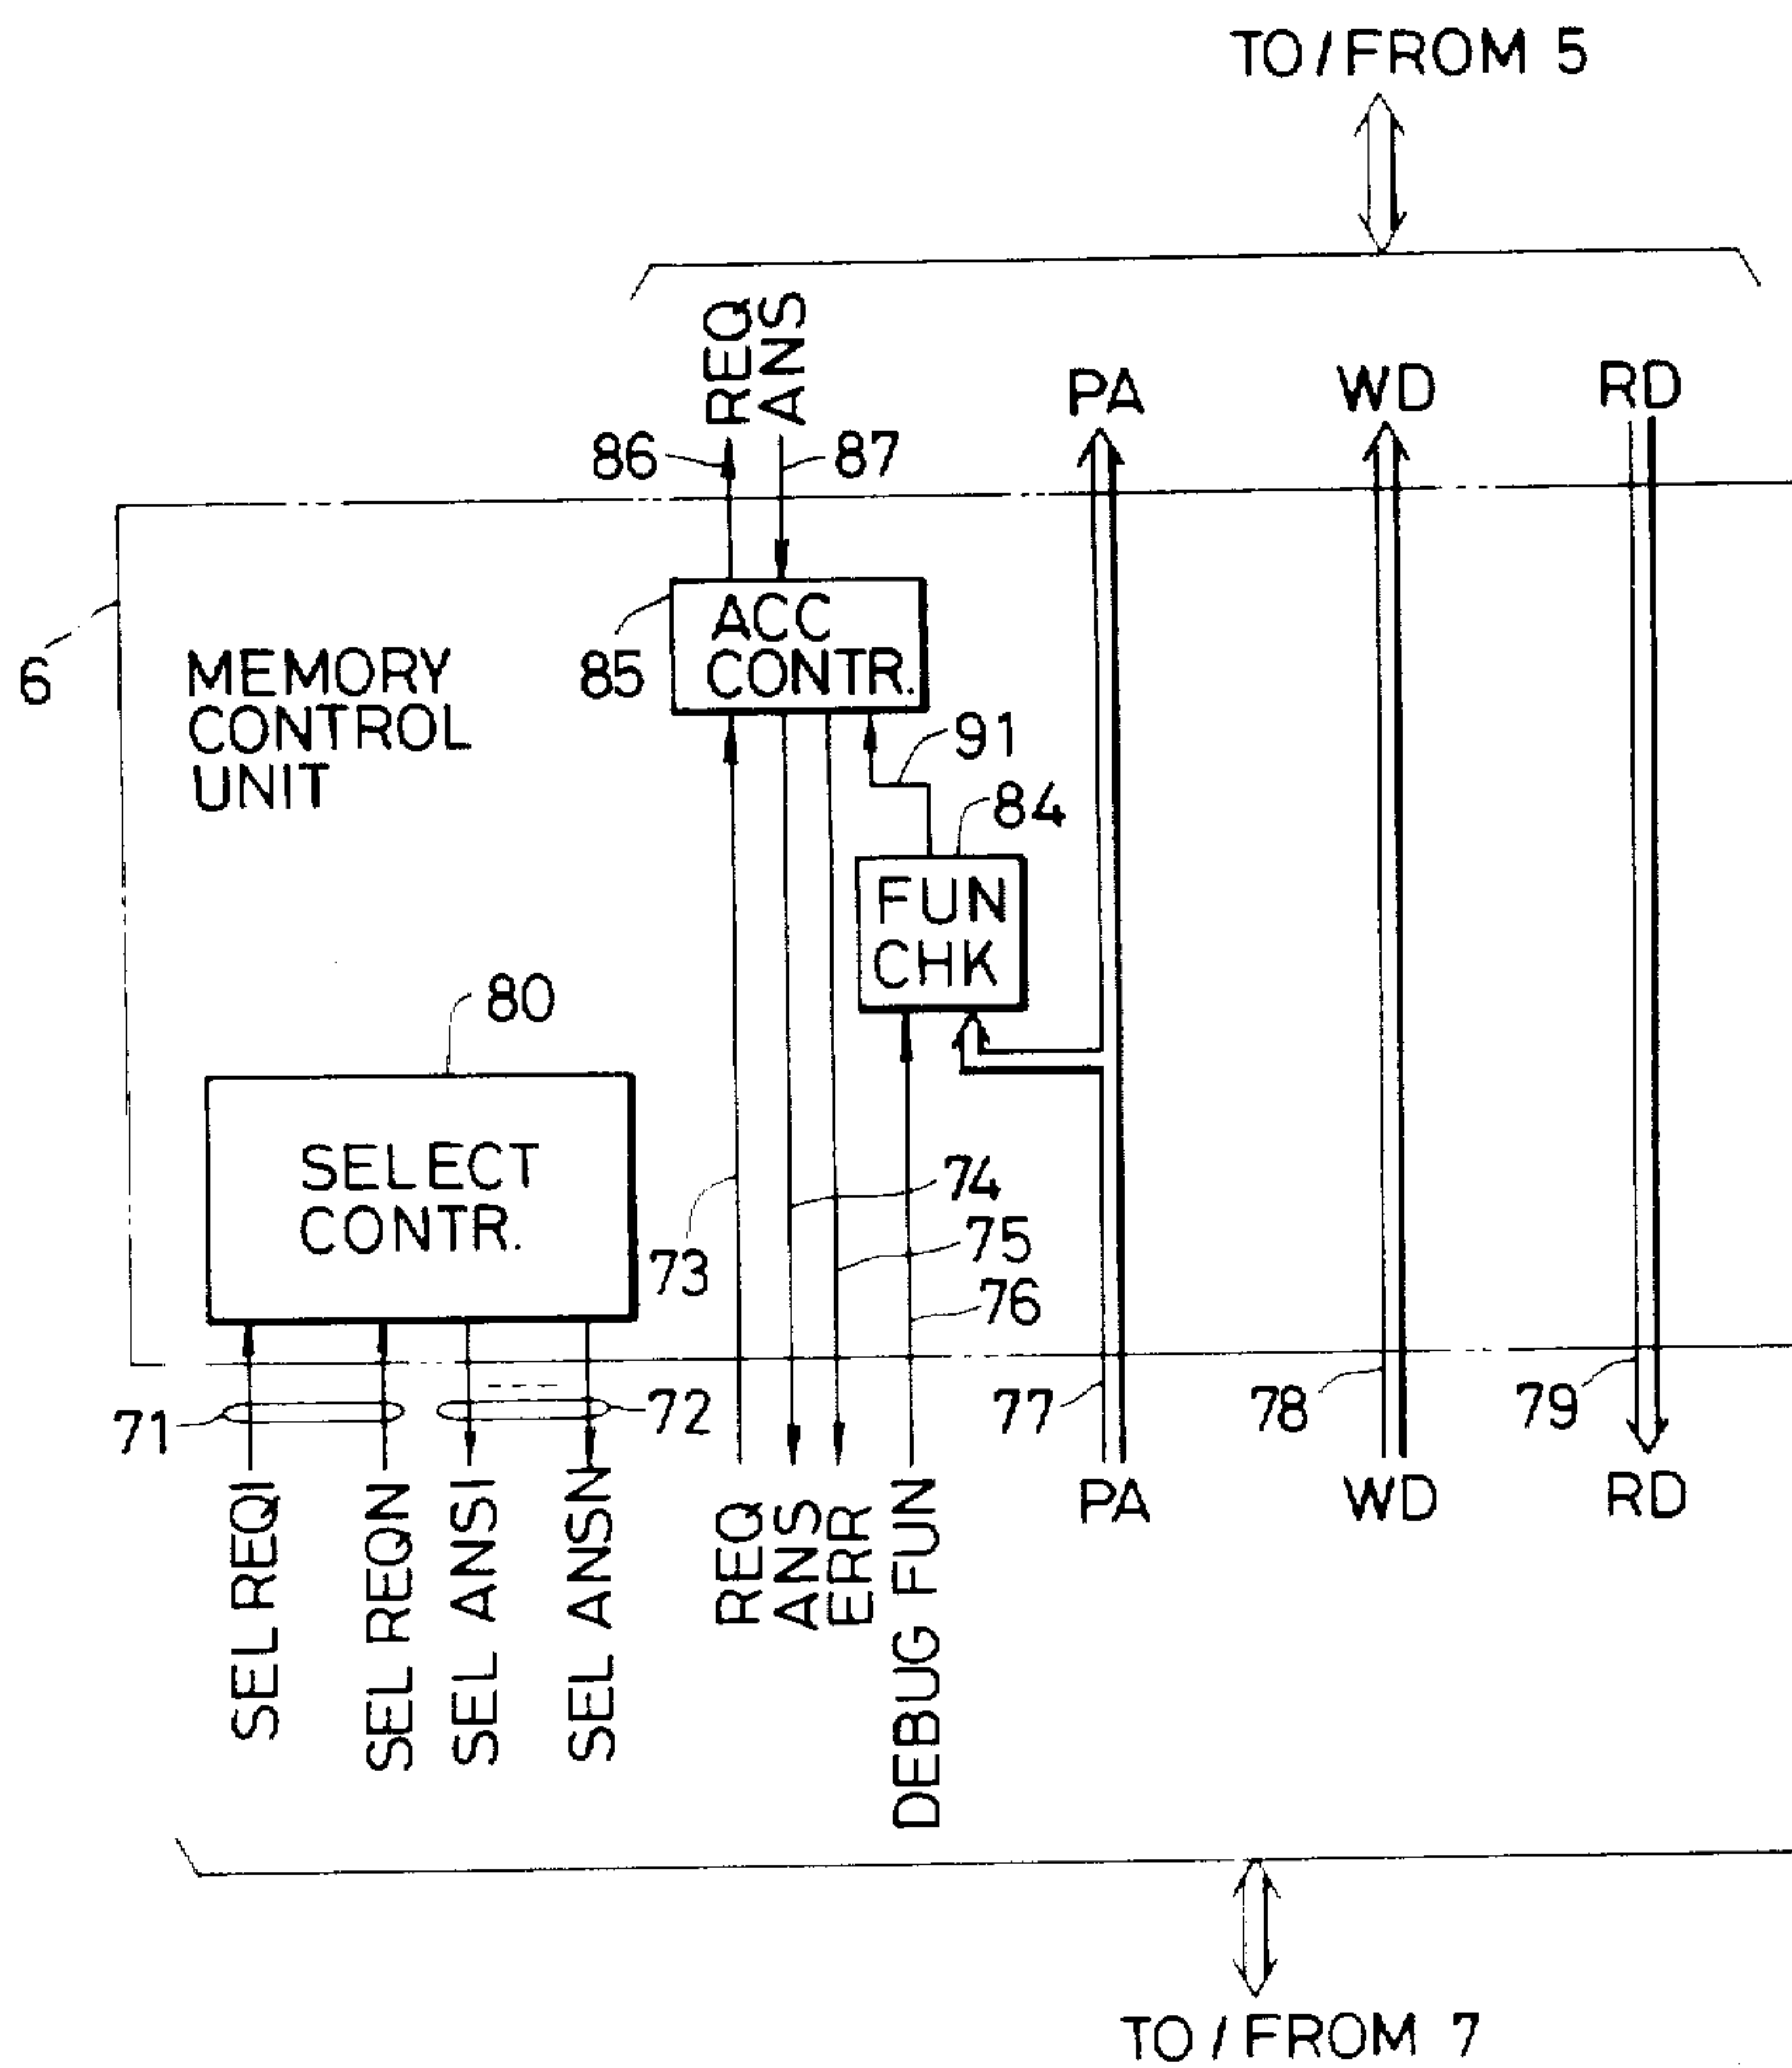 TO/FROM 5
REQ
ANS
PA
WD
RD
86
87
6
MEMORY
CONTROL
UNIT
85
ACC
CONTR.
91
84
FUN
CHK
80
SELECT
CONTR.
73
74
75
76
71
72
77
78
79
SEL REQ1
SEL REQN
SEL ANS1
SEL ANSN
REQ
ANS
ERR
DEBUG FUN
PA
WD
RD
TO/FROM 7